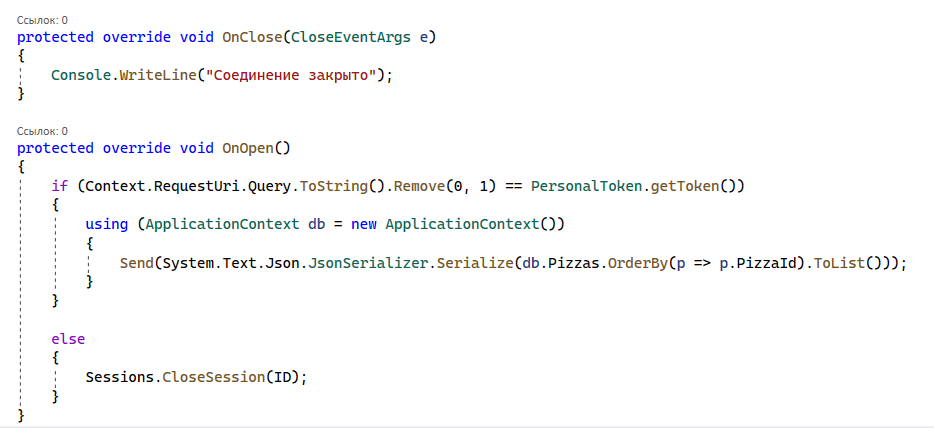 Ссылок: 0
protected override void OnClose(CloseEventArgs e)
{
    Console.WriteLine("Соединение закрыто");
}
Ссылок: 0
protected override void OnOpen()
{
    if (Context.RequestUri.Query.ToString().Remove(0, 1) == PersonalToken.getToken())
    {
        using (ApplicationContext db = new ApplicationContext())
        {
            Send(System.Text.Json.JsonSerializer.Serialize(db.Pizzas.OrderBy(p => p.PizzaId).ToList()));
        }
    }
    else
    {
        Sessions.CloseSession(ID);
    }
}